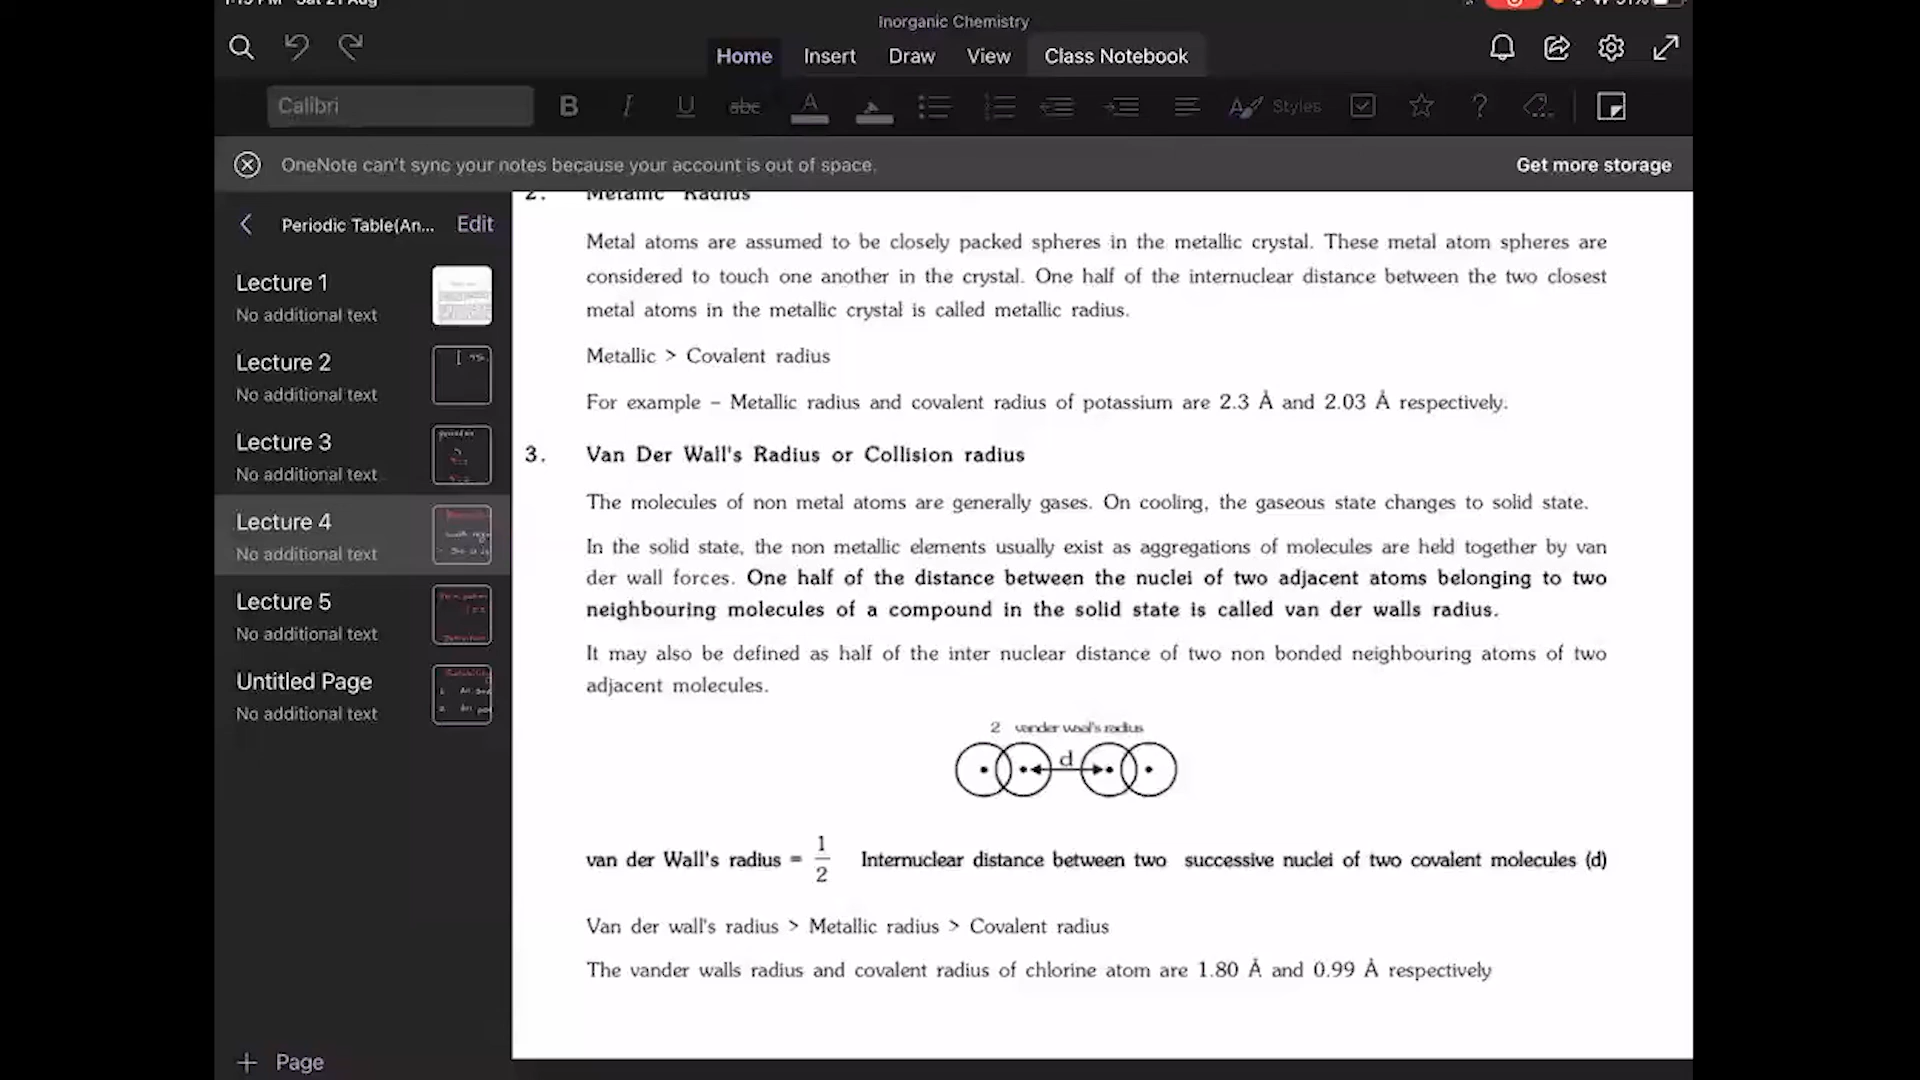 1:15 PM Sat 21 Aug
51%
Inorganic Chemistry
Home Insert Draw View Class Notebook
Calibri B I U abc A Styles ?
OneNote can't sync your notes because your account is out of space. Get more storage
Periodic Table(An... Edit
Lecture 1
No additional text
Lecture 2
No additional text
Lecture 3
No additional text
Lecture 4
No additional text
Lecture 5
No additional text
Untitled Page
No additional text
+ Page
2. Metallic Radius
Metal atoms are assumed to be closely packed spheres in the metallic crystal. These metal atom spheres are
considered to touch one another in the crystal. One half of the internuclear distance between the two closest
metal atoms in the metallic crystal is called metallic radius.
Metallic > Covalent radius
For example – Metallic radius and covalent radius of potassium are 2.3 Å and 2.03 Å respectively.
3. Van Der Wall's Radius or Collision radius
The molecules of non metal atoms are generally gases. On cooling, the gaseous state changes to solid state.
In the solid state, the non metallic elements usually exist as aggregations of molecules are held together by van
der wall forces. One half of the distance between the nuclei of two adjacent atoms belonging to two
neighbouring molecules of a compound in the solid state is called van der walls radius.
It may also be defined as half of the inter nuclear distance of two non bonded neighbouring atoms of two
adjacent molecules.
2 vander waal's radius
d
van der Wall's radius = 1/2 Internuclear distance between two successive nuclei of two covalent molecules (d)
Van der wall's radius > Metallic radius > Covalent radius
The vander walls radius and covalent radius of chlorine atom are 1.80 Å and 0.99 Å respectively